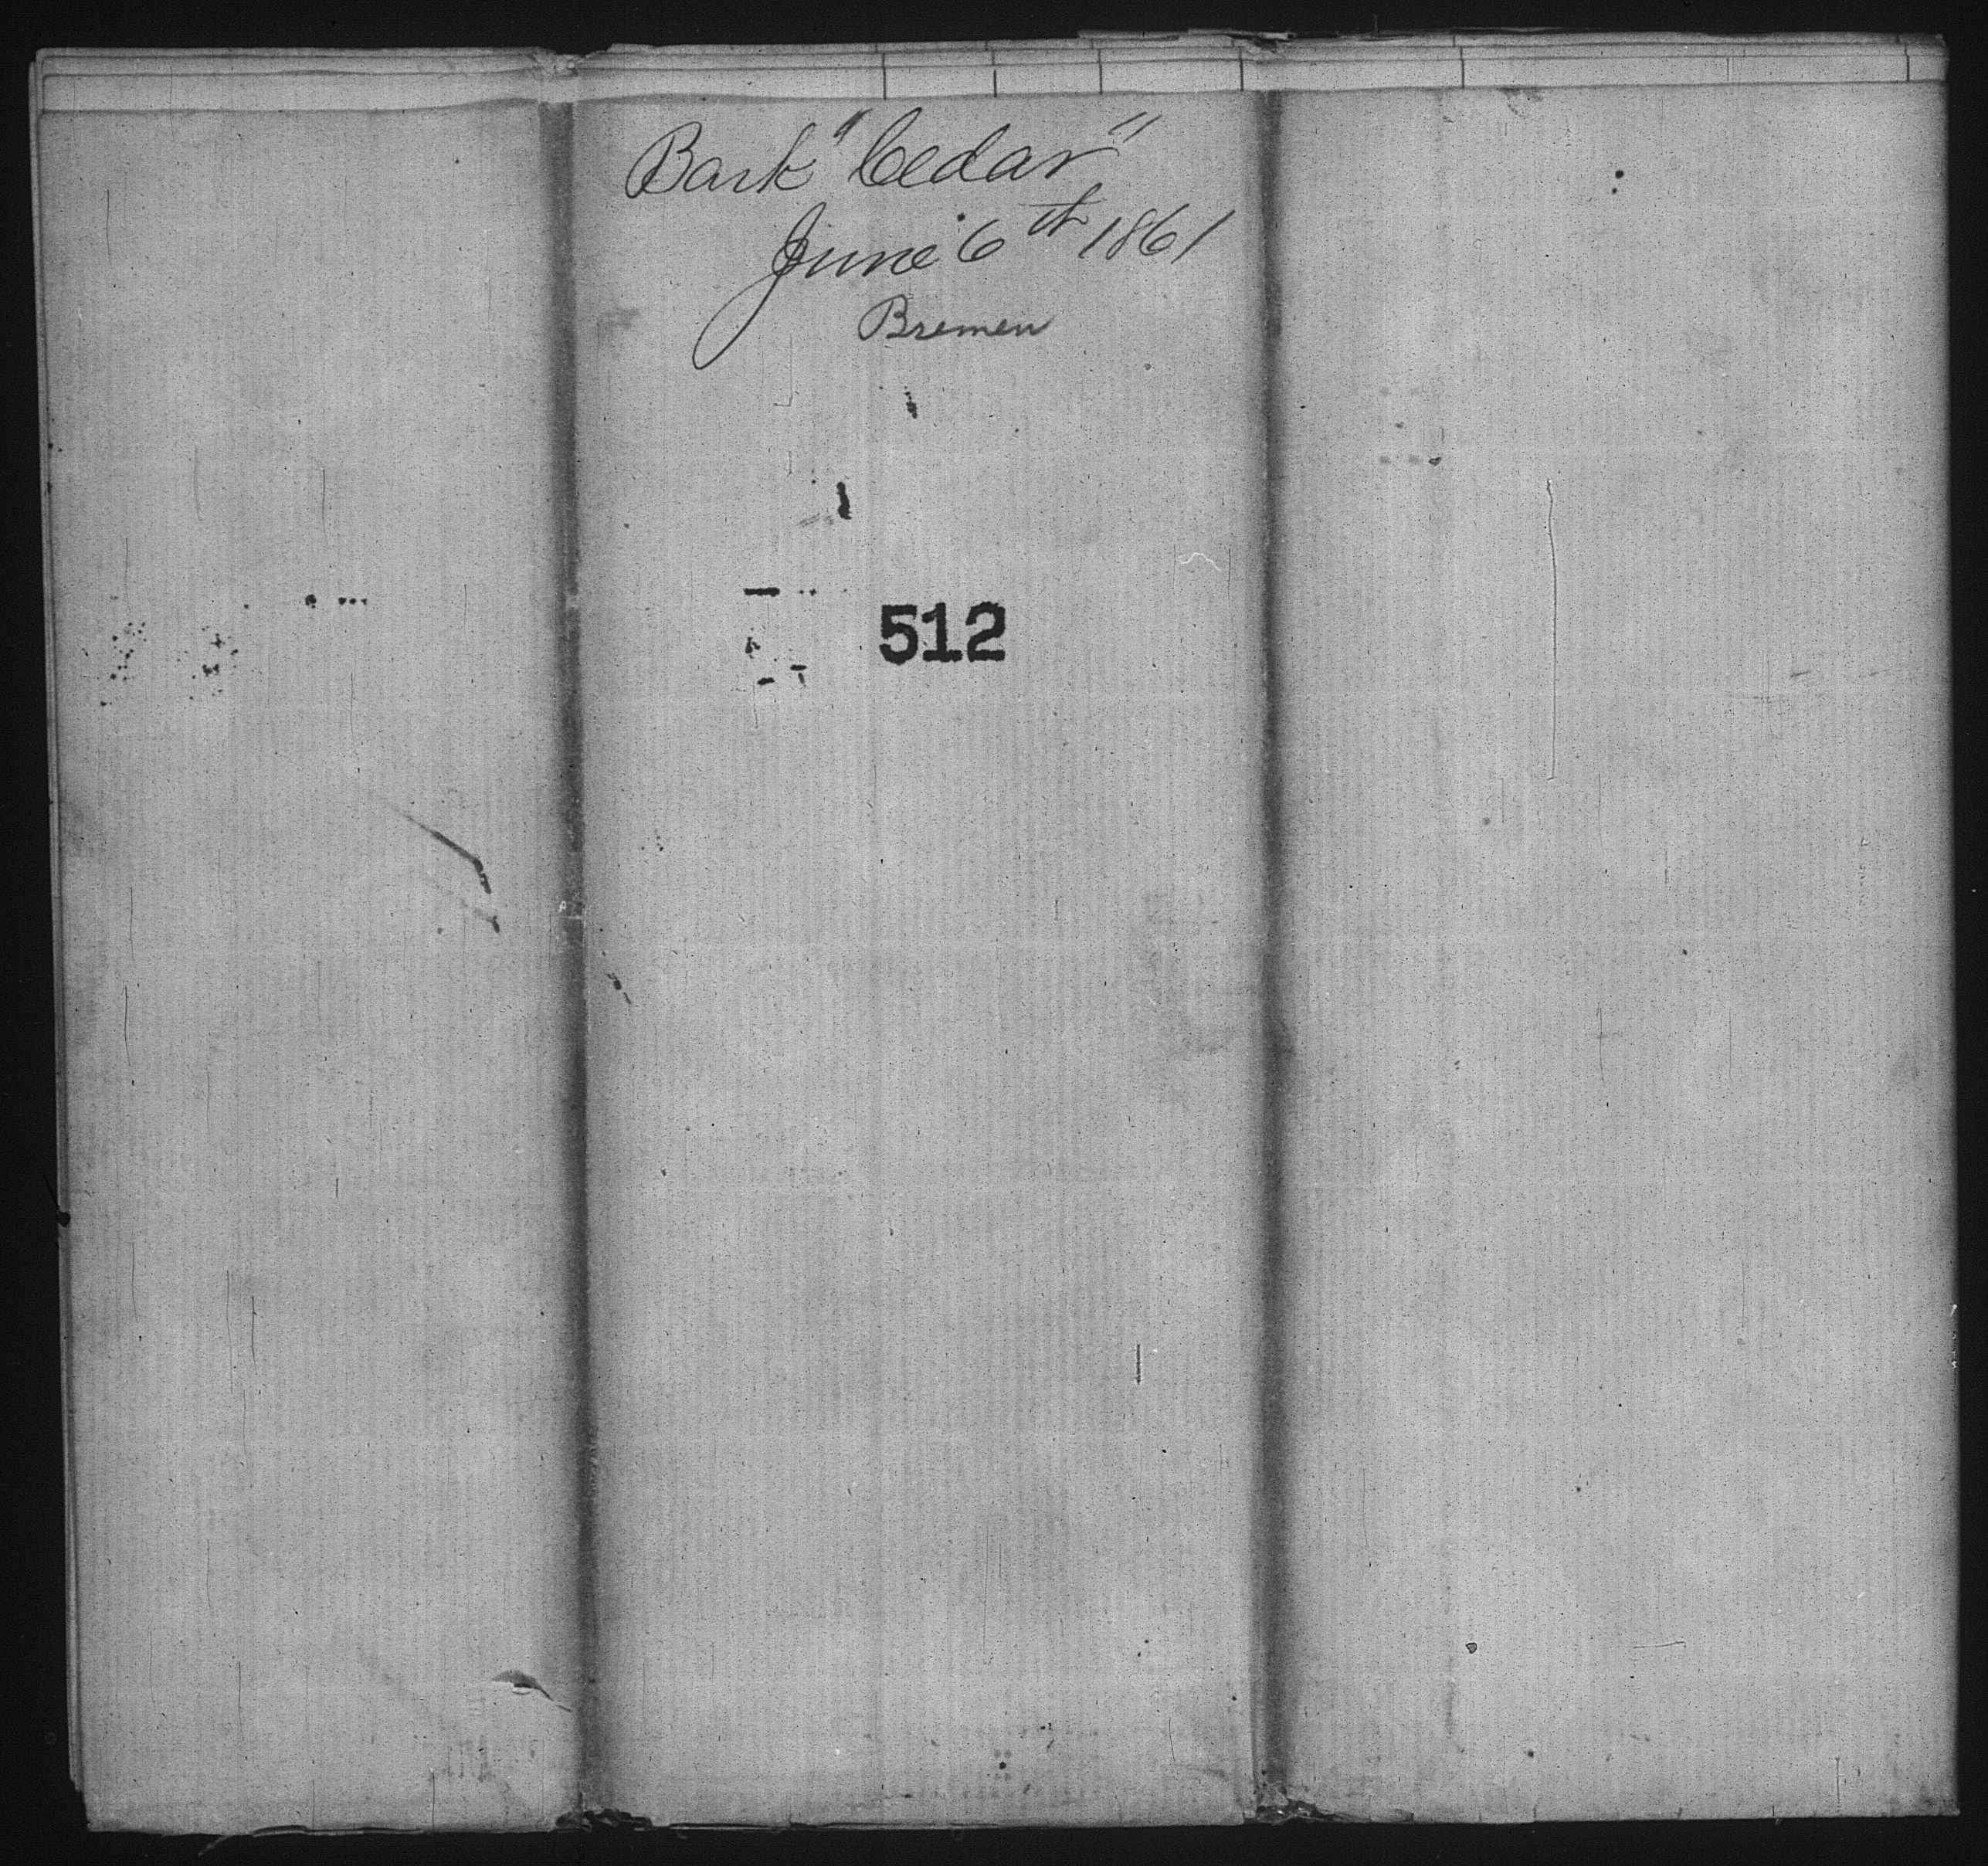 Bark "Cedar"
June 6th 1861
Bremen
512